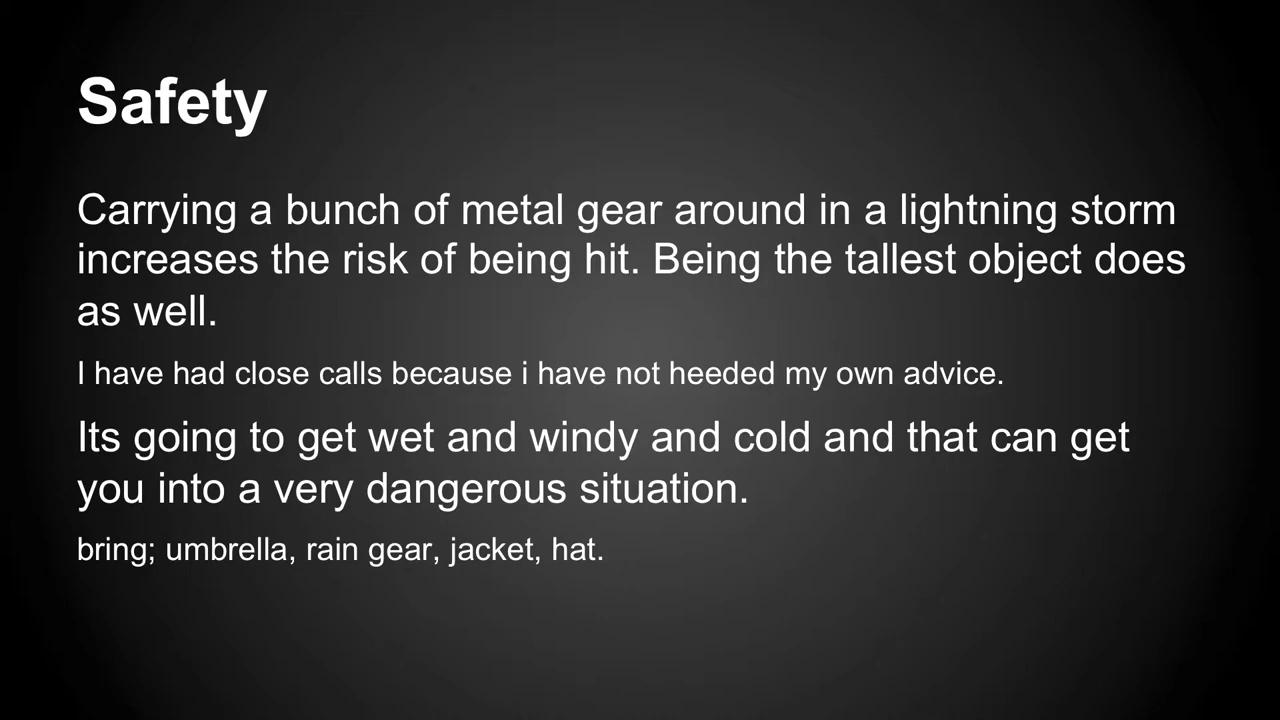 Safety
Carrying a bunch of metal gear around in a lightning storm
increases the risk of being hit. Being the tallest object does
as well.
I have had close calls because i have not heeded my own advice.
Its going to get wet and windy and cold and that can get
you into a very dangerous situation.
bring; umbrella, rain gear, jacket, hat.